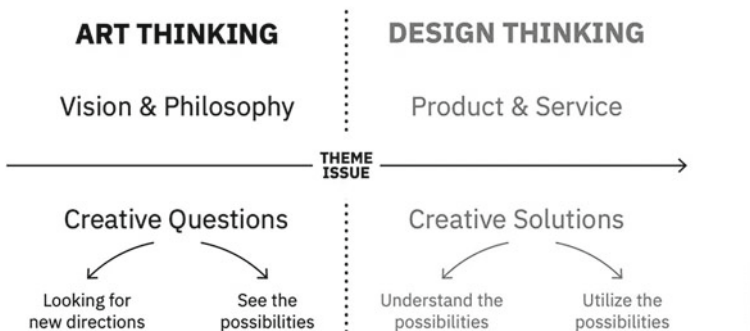 ART THINKING
DESIGN THINKING
Vision & Philosophy
Product & Service
THEME
ISSUE
Creative Questions
Creative Solutions
Looking for
new directions
See the
possibilities
Understand the
possibilities
Utilize the
possibilities